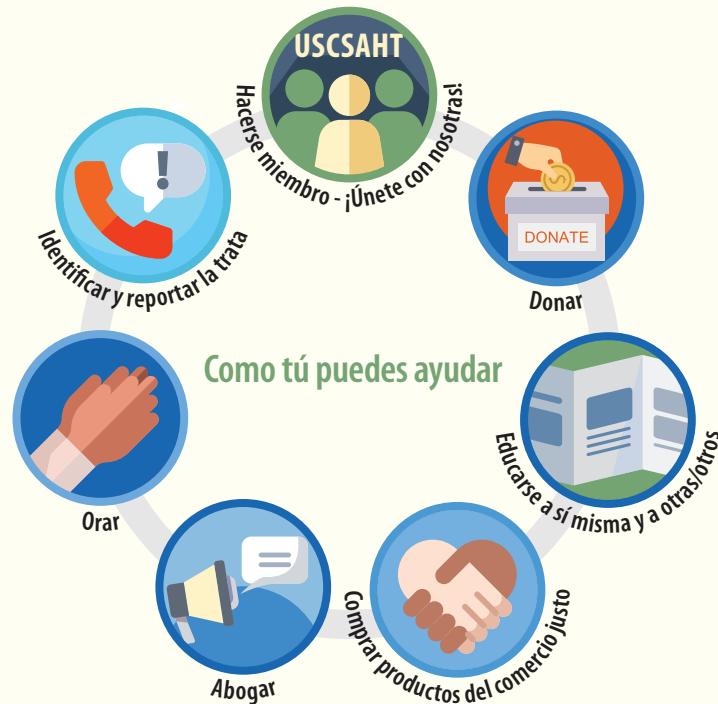 USCSAHT
Hacerse miembro - ¡Únete con nosotras!
DONATE
Donar
Educarse a sí misma y a otras/otros
Comprar productos del comercio justo
Abogar
Orar
Identificar y reportar la trata
!
Como tú puedes ayudar